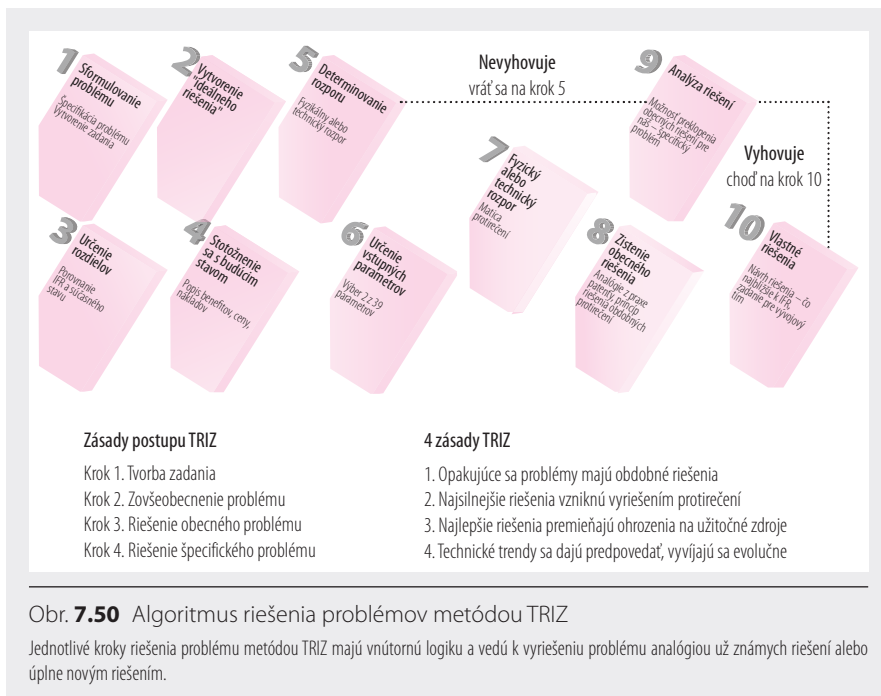 1
Sformulovanie
problému
Špecifikácia problému
Vytvorenie zadania
2
Vytvorenie
"ideálneho
riešenia"
5
Determinovanie
rozporu
Fyzikálny alebo
technický rozpor
Nevyhovuje
vráť sa na krok 5
9
Analýza riešení
Možnosť preklopenia
obecných riešení pre
náš – špecifický
problém
Vyhovuje
choď na krok 10
3
Určenie
rozdielov
Porovnanie
IFR a súčasného
stavu
4
Stotožnenie
sa s budúcim
stavom
Popis benefitov, ceny,
nákladov
6
Určenie
vstupných
parametrov
Výber 2 z 39
parametrov
7
Fyzický
alebo
technický
rozpor
Matica
protirečení
8
Zistenie
obecného
riešenia
Analógie z praxe
patenty, princíp
riešenia obdobných
protirečení
10
Vlastné
riešenia
Návrh riešenia – čo
najbližšie k IFR,
zadanie pre vývojový
tím
Zásady postupu TRIZ
Krok 1. Tvorba zadania
Krok 2. Zovšeobecnenie problému
Krok 3. Riešenie obecného problému
Krok 4. Riešenie špecifického problému
4 zásady TRIZ
1. Opakujúce sa problémy majú obdobné riešenia
2. Najsilnejšie riešenia vzniknú vyriešením protirečení
3. Najlepšie riešenia premieňajú ohrozenia na užitočné zdroje
4. Technické trendy sa dajú predpovedať, vyvíjajú sa evolučne
Obr. 7.50 Algoritmus riešenia problémov metódou TRIZ
Jednotlivé kroky riešenia problému metódou TRIZ majú vnútornú logiku a vedú k vyriešeniu problému analógiou už známych riešení alebo
úplne novým riešením.